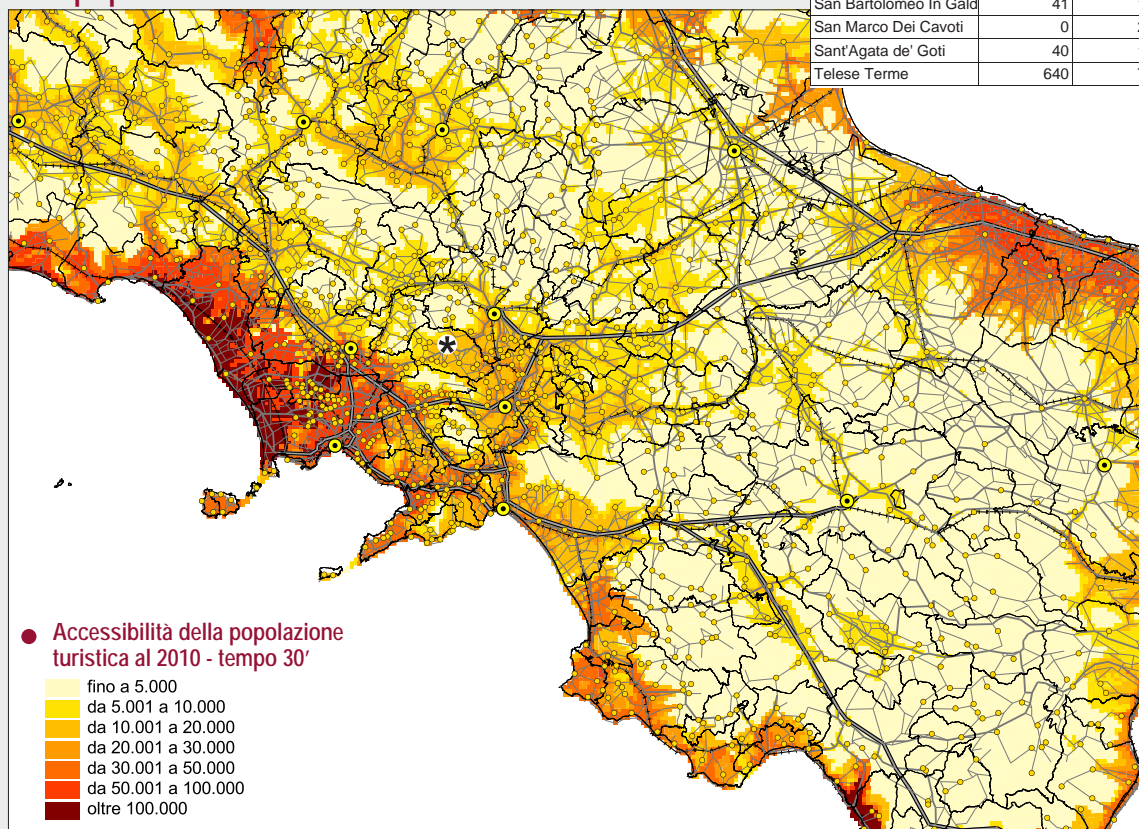 San Bartolomeo In Gald 41
San Marco Dei Cavoti 0
Sant'Agata de' Goti 40
Telese Terme 640
*
Accessibilità della popolazione
turistica al 2010 - tempo 30'
fino a 5.000
da 5.001 a 10.000
da 10.001 a 20.000
da 20.001 a 30.000
da 30.001 a 50.000
da 50.001 a 100.000
oltre 100.000